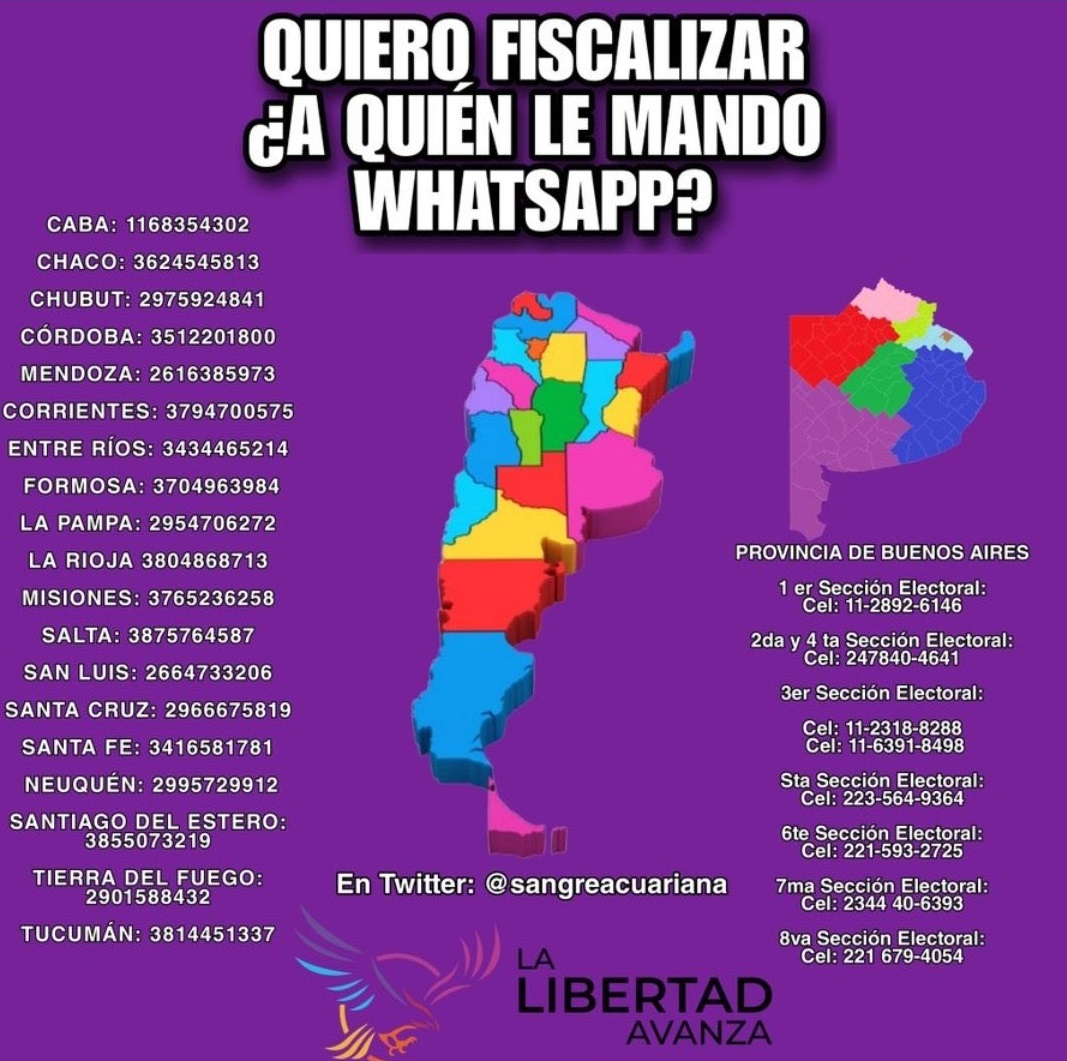 QUIERO FISCALIZAR
¿A QUIÉN LE MANDO
WHATSAPP?
CABA: 1168354302
CHACO: 3624545813
CHUBUT: 2975924841
CÓRDOBA: 3512201800
MENDOZA: 2616385973
CORRIENTES: 3794700575
ENTRE RÍOS: 3434465214
FORMOSA: 3704963984
LA PAMPA: 2954706272
LA RIOJA 3804868713
MISIONES: 3765236258
SALTA: 3875764587
SAN LUIS: 2664733206
SANTA CRUZ: 2966675819
SANTA FE: 3416581781
NEUQUÉN: 2995729912
SANTIAGO DEL ESTERO:
3855073219
TIERRA DEL FUEGO:
2901588432
TUCUMÁN: 3814451337
PROVINCIA DE BUENOS AIRES
1 er Sección Electoral:
Cel: 11-2892-6146
2da y 4 ta Sección Electoral:
Cel: 247840-4641
3er Sección Electoral:
Cel: 11-2318-8288
Cel: 11-6391-8498
Sta Sección Electoral:
Cel: 223-564-9364
6te Sección Electoral:
Cel: 221-593-2725
7ma Sección Electoral:
Cel: 2344 40-6393
8va Sección Electoral:
Cel: 221 679-4054
En Twitter: @sangreacuariana
LA
LIBERTAD
AVANZA